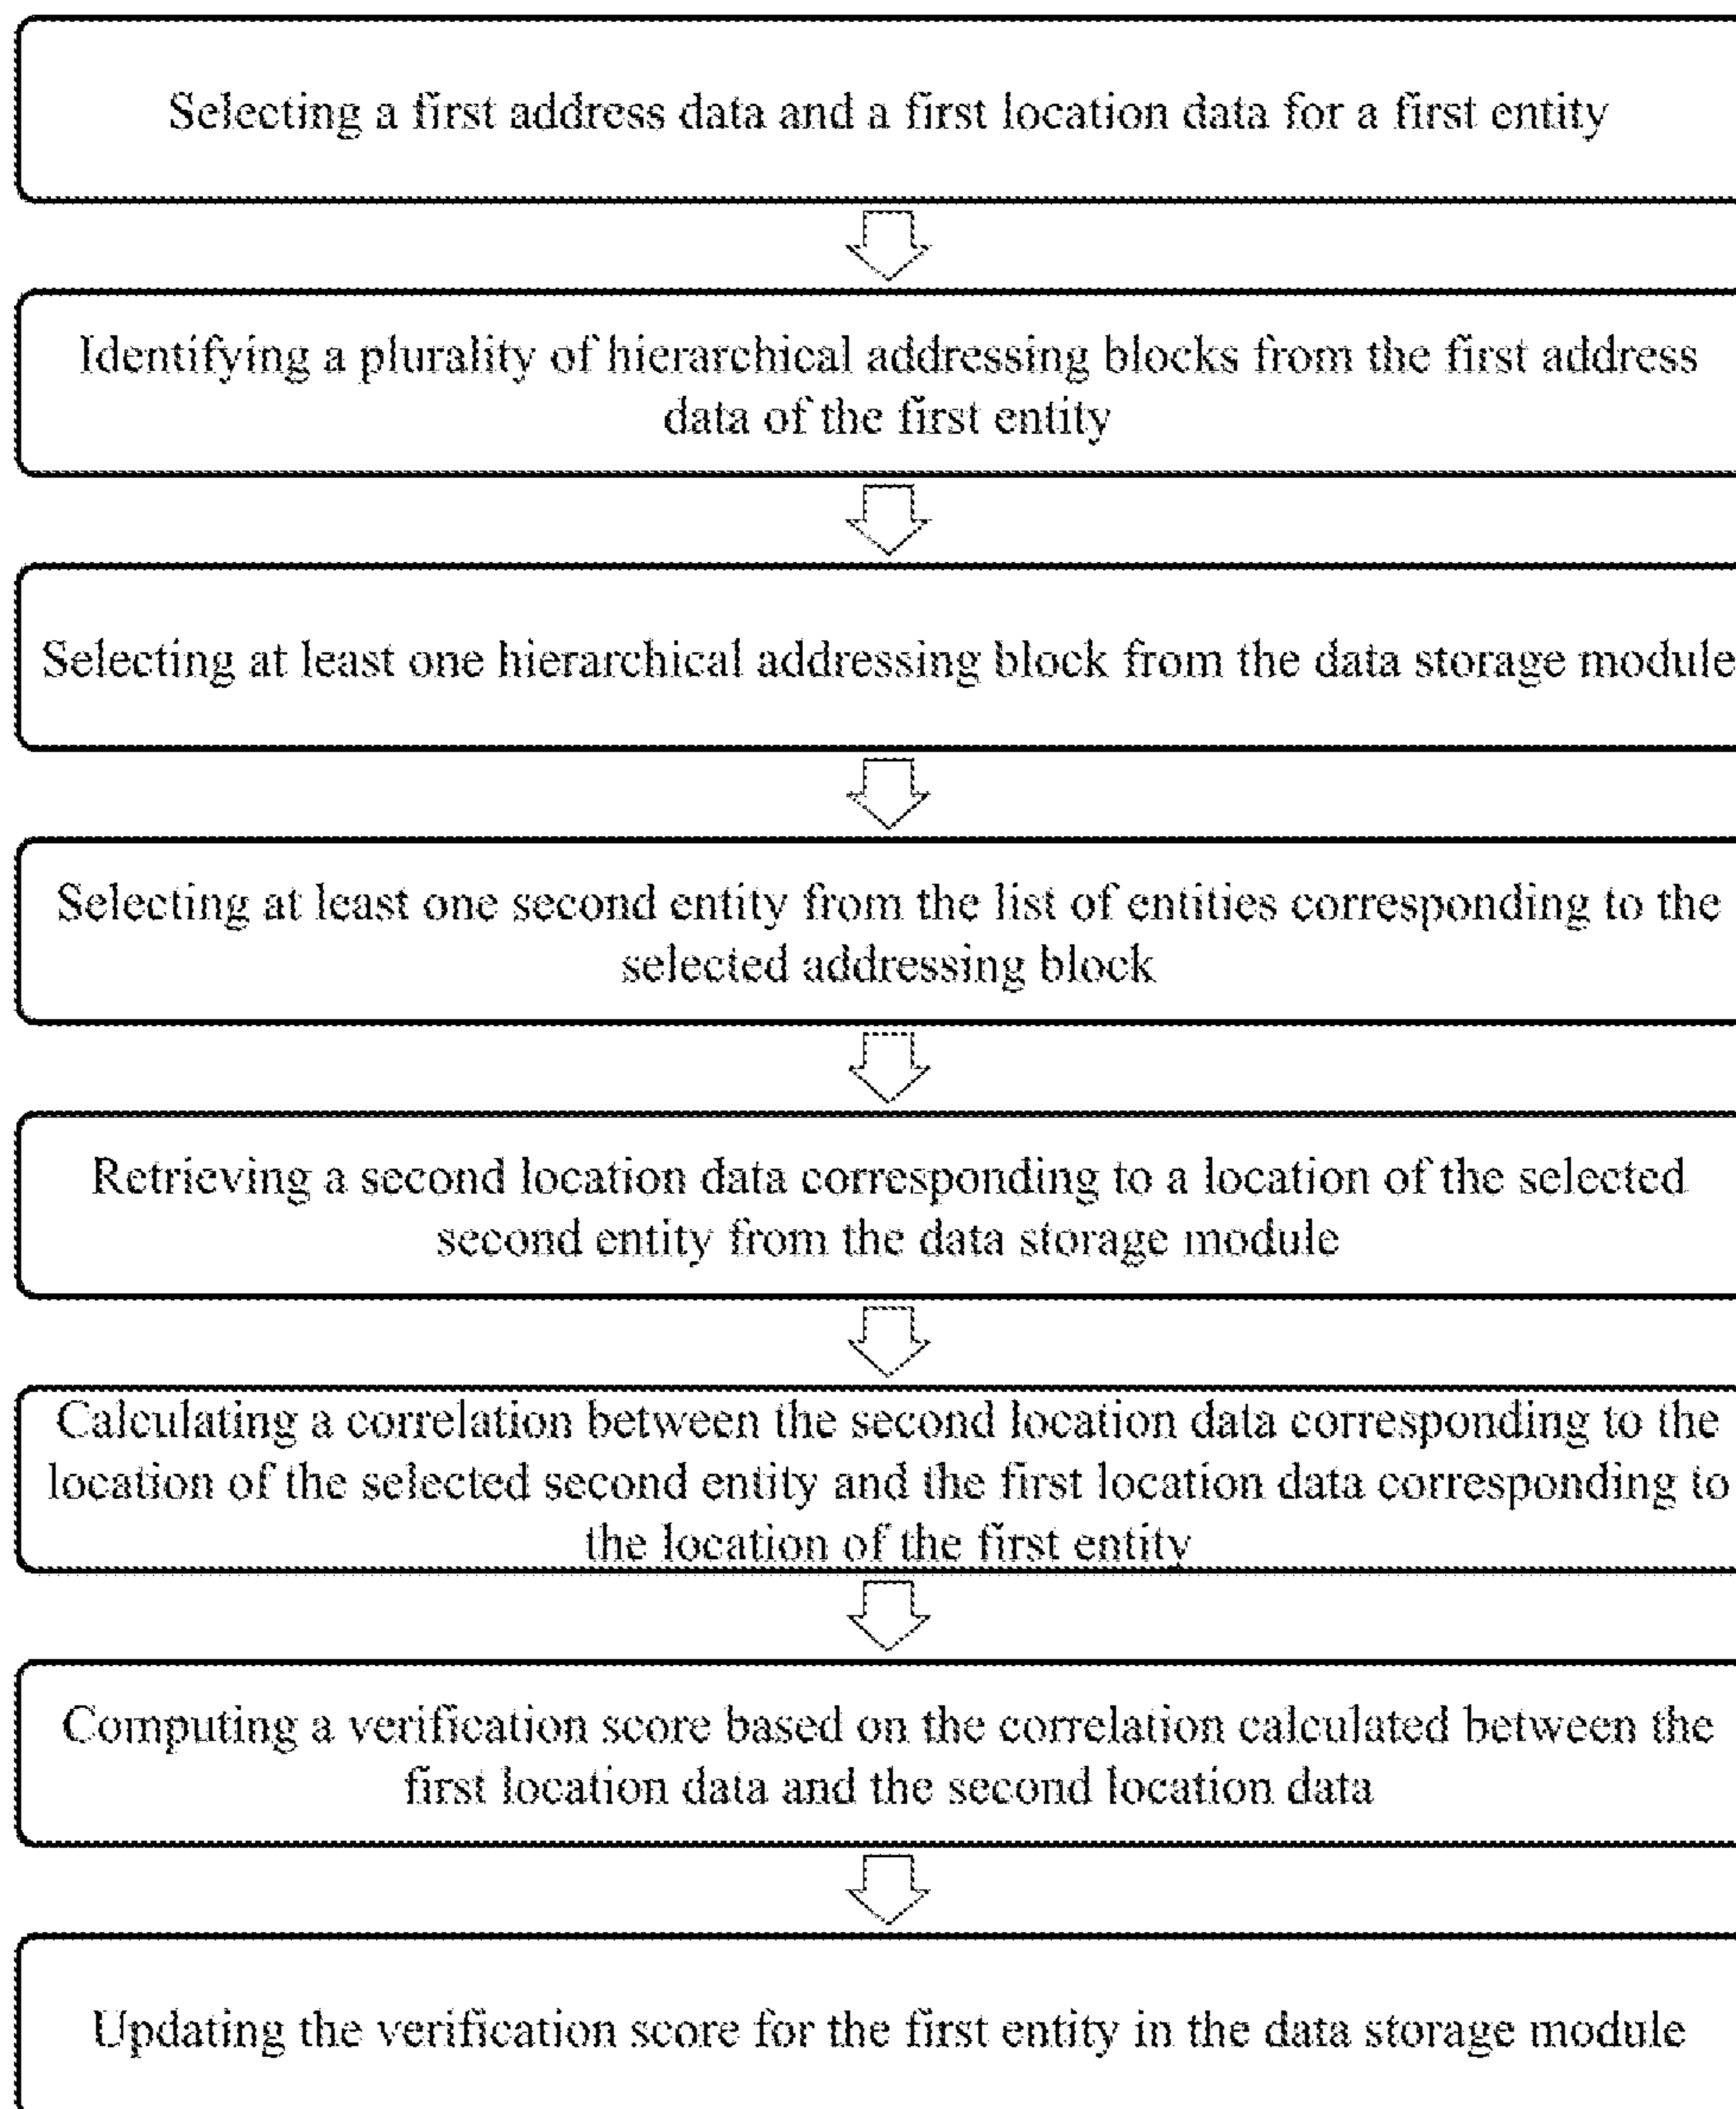 Selecting a first address data and a first location data for a first entity
Identifying a plurality of hierarchical addressing blocks from the first address
data of the first entity
Selecting at least one hierarchical addressing block from the data storage module
Selecting at least one second entity from the list of entities corresponding to the
selected addressing block
Retrieving a second location data corresponding to a location of the selected
second entity from the data storage module
Calculating a correlation between the second location data corresponding to the
location of the selected second entity and the first location data corresponding to
the location of the first entity
Computing a verification score based on the correlation calculated between the
first location data and the second location data
Updating the verification score for the first entity in the data storage module